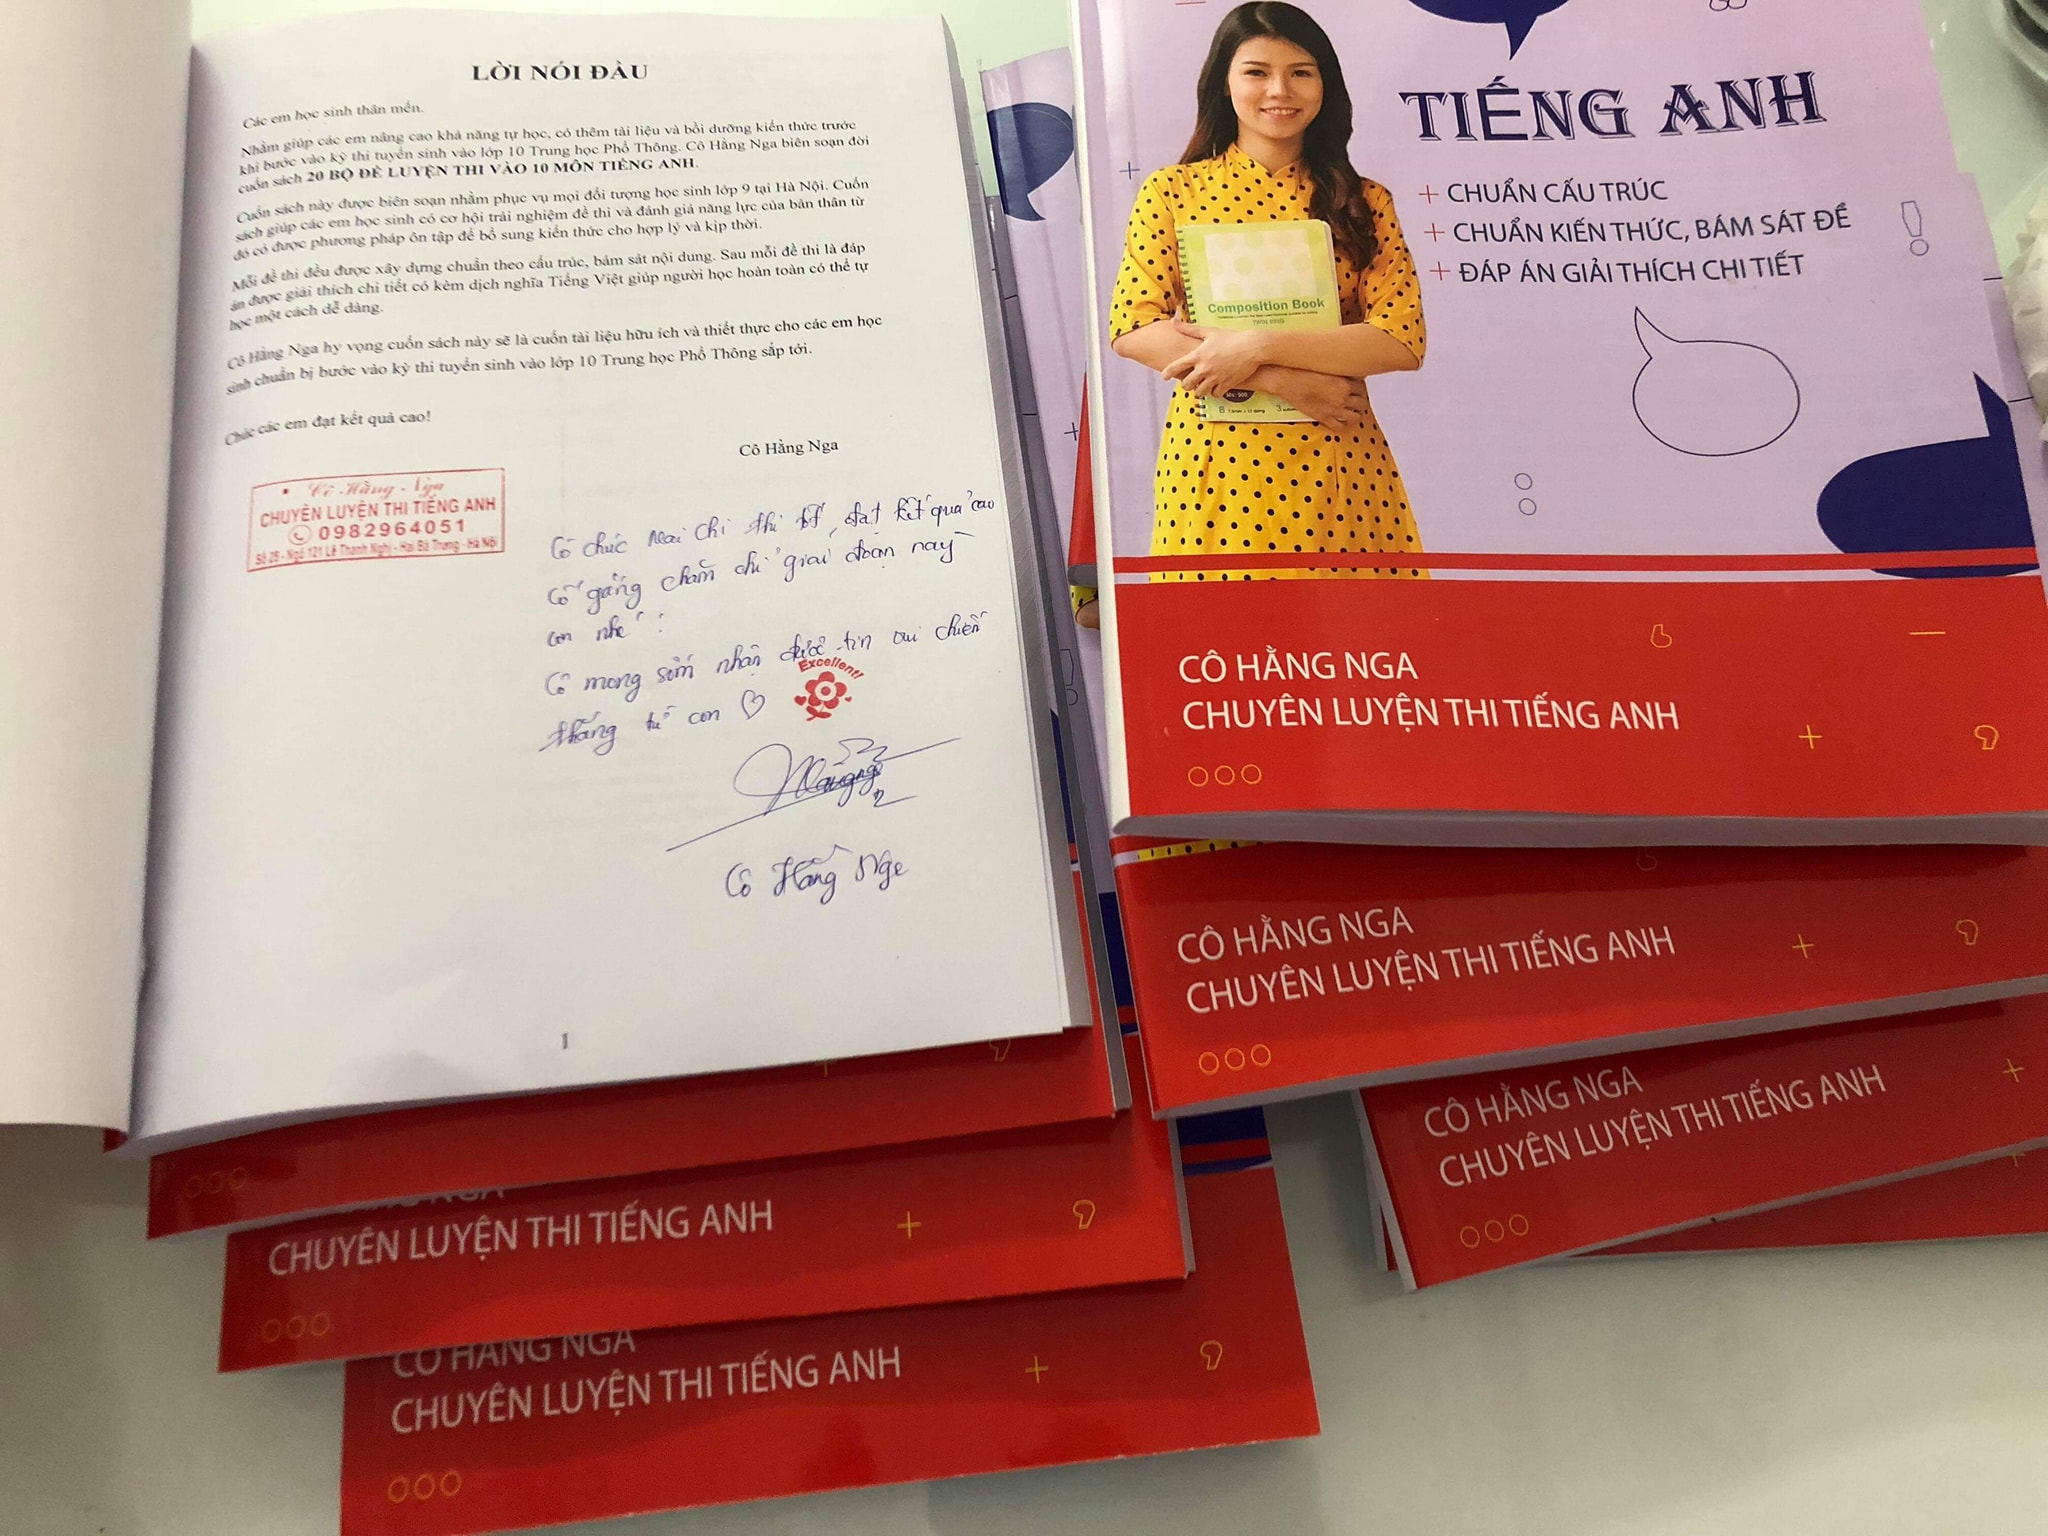 LỜI NÓI ĐẦU
Các em học sinh thân mến.
Nhằm giúp các em nâng cao khả năng tự học, có thêm tài liệu và bồi dưỡng kiến thức trước
khi bước vào kỳ thi tuyển sinh vào lớp 10 Trung học Phổ Thông. Cô Hằng Nga biên soạn đời
cuốn sách 20 BỘ ĐỀ LUYỆN THI VÀO 10 MÔN TIẾNG ANH.
Cuốn sách này được biên soạn nhằm phục vụ mọi đối tượng học sinh lớp 9 tại Hà Nội. Cuốn
sách giúp các em học sinh có cơ hội trải nghiệm đề thi và đánh giá năng lực của bản thân từ
đó có được phương pháp ôn tập để bổ sung kiến thức cho hợp lý và kịp thời.
Mỗi đề thi đều được xây dựng chuẩn theo cấu trúc, bám sát nội dung. Sau mỗi đề thi là đáp
án được giải thích chi tiết có kèm dịch nghĩa Tiếng Việt giúp người học hoàn toàn có thể tự
học một cách dễ dàng.
Cô Hằng Nga hy vọng cuốn sách này sẽ là cuốn tài liệu hữu ích và thiết thực cho các em học
sinh chuẩn bị bước vào kỳ thi tuyển sinh vào lớp 10 Trung học Phổ Thông sắp tới.
Chúc các em đạt kết quả cao!
Cô Hằng Nga
Cô - Hằng - Nga
CHUYÊN LUYỆN THI TIẾNG ANH
0982964051
Số 25 - Ngõ 121 Lê Thanh Nghị - Hai Bà Trưng - Hà Nội
Cô chúc Mai Chi thi tốt, đạt kết quả cao
Cố gắng chăm chỉ giai đoạn này
con nhé!
Cô mong sớm nhận được tin vui chiến
thắng từ con ♡
Excellent!
Cô Hằng Nga
1
TIẾNG ANH
+ CHUẨN CẤU TRÚC
+ CHUẨN KIẾN THỨC, BÁM SÁT ĐỀ
+ ĐÁP ÁN GIẢI THÍCH CHI TIẾT
Composition Book
TWIN RING
CÔ HẰNG NGA
CHUYÊN LUYỆN THI TIẾNG ANH
CÔ HẰNG NGA
CHUYÊN LUYỆN THI TIẾNG ANH
CÔ HẰNG NGA
CHUYÊN LUYỆN THI TIẾNG ANH
CHUYÊN LUYỆN THI TIẾNG ANH
CÔ HẰNG NGA
CHUYÊN LUYỆN THI TIẾNG ANH